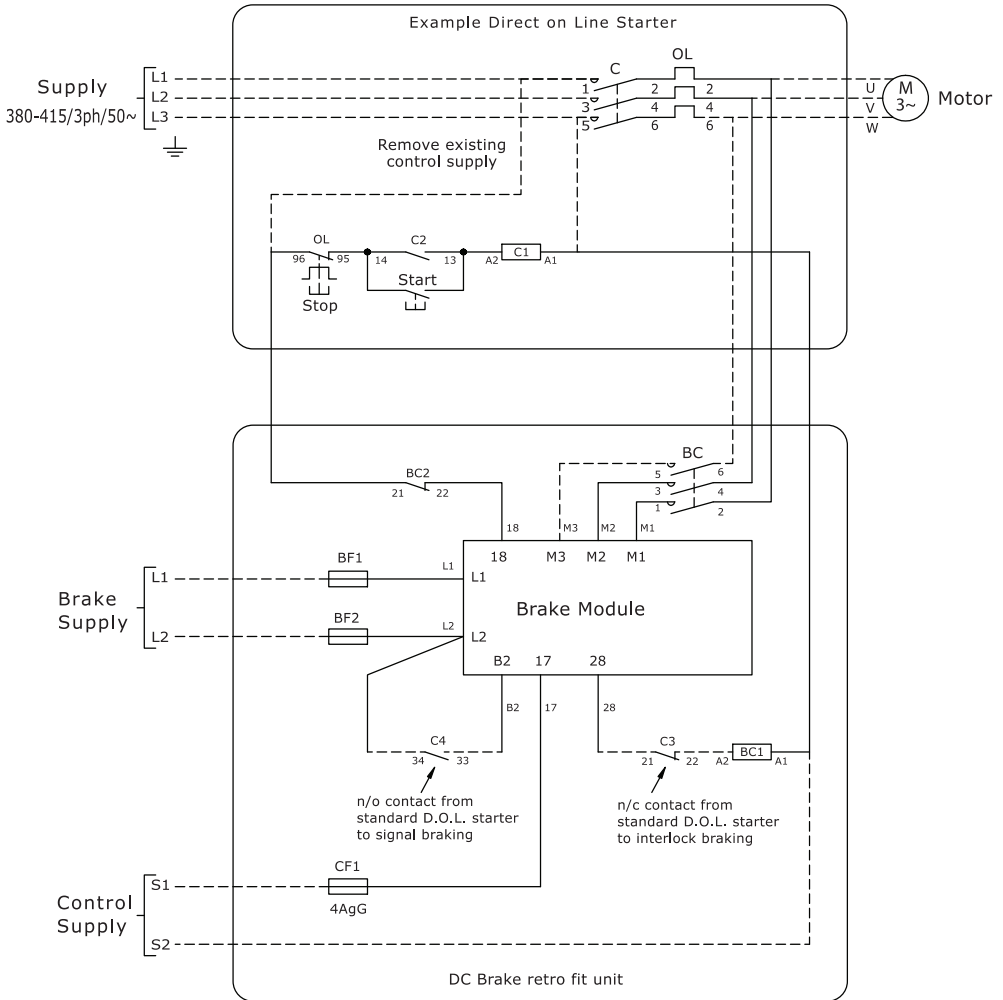 Example Direct on Line Starter
Supply
380-415/3ph/50~
L1
L2
L3
C
OL
1 2 2
3 4 4
5 6 6
U
V
W
M
3~
Motor
Remove existing
control supply
OL
96 95
Stop
14
C2
13
Start
A2 C1 A1
BC2
21 22
BC
5 6
3 4
1 2
18 M3 M2 M1
18 M3 M2 M1
Brake Module
Brake
Supply
L1
L2
BF1
BF2
L1
L1
L2
L2
B2 17 28
B2 17 28
C4
34 33
n/o contact from
standard D.O.L. starter
to signal braking
C3
21 22
A2 BC1 A1
n/c contact from
standard D.O.L. starter
to interlock braking
Control
Supply
S1
S2
CF1
4AgG
DC Brake retro fit unit